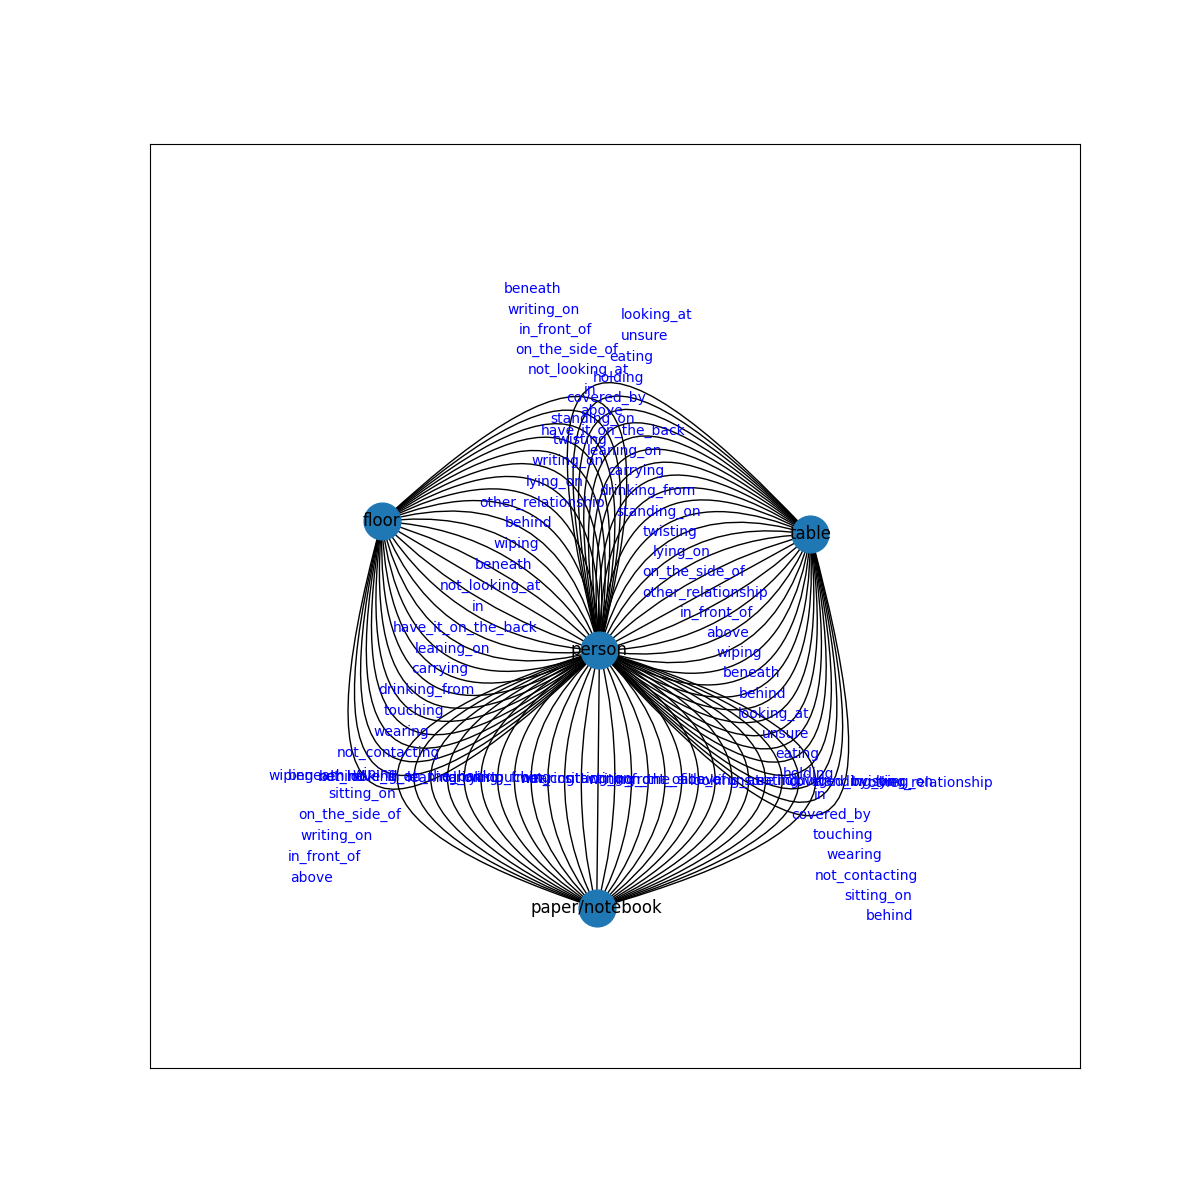 beneath
writing_on
looking_at
in_front_of
unsure
on_the_side_of
eating
not_looking_at
holding
in
covered_by
above
standing_on
have_it_on_the_back
twisting
leaning_on
writing_on
carrying
lying_on
drinking_from
other_relationship
standing_on
floor
behind
twisting
table
wiping
lying_on
beneath
on_the_side_of
not_looking_at
other_relationship
in
in_front_of
have_it_on_the_back
above
leaning_on
person
wiping
carrying
beneath
drinking_from
behind
touching
looking_at
wearing
unsure
not_contacting
eating
wiping
holding
sitting_on
in
on_the_side_of
covered_by
writing_on
touching
in_front_of
wearing
above
not_contacting
sitting_on
paper/notebook
behind